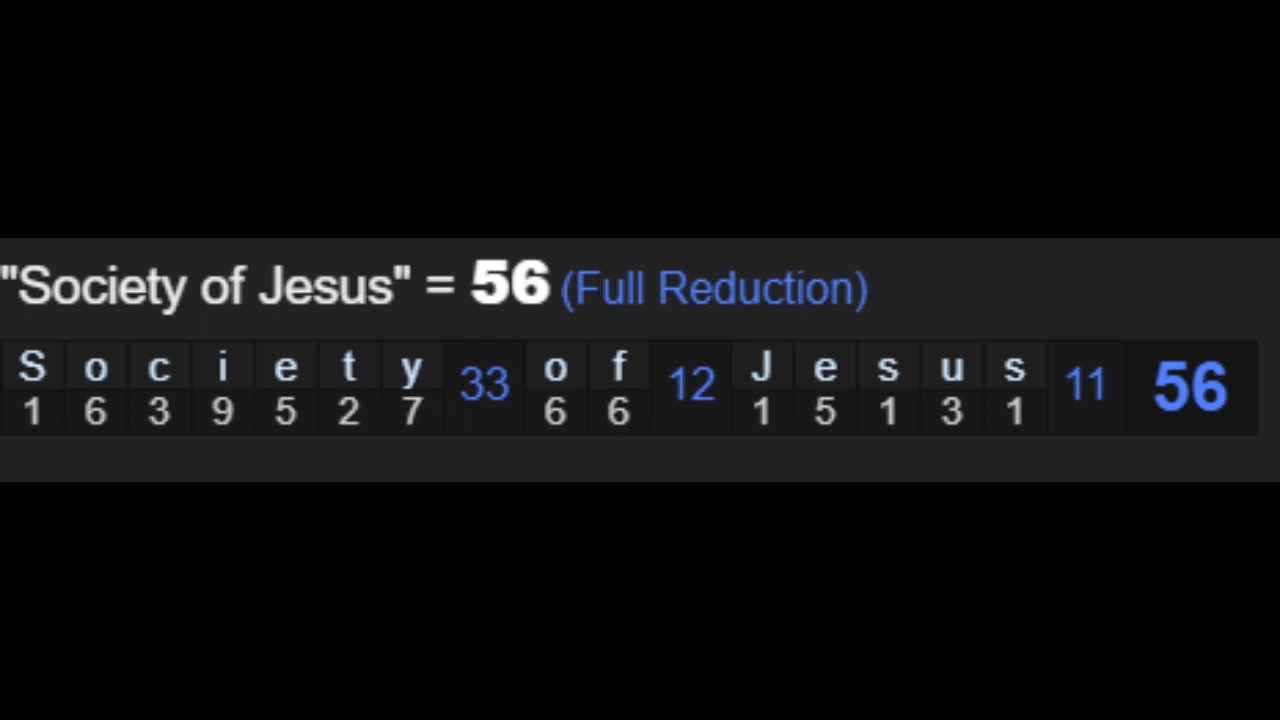 "Society of Jesus" = 56 (Full Reduction)
S o c i e t y 33 o f 12 J e s u s 11 56
1 6 3 9 5 2 7 6 6 1 5 1 3 1